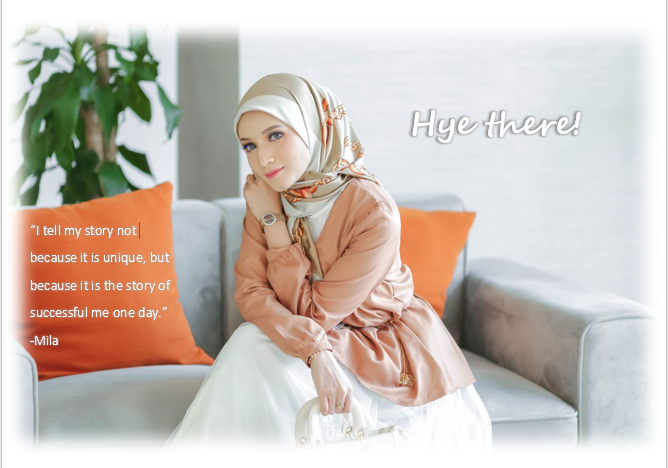 Hye there!
“I tell my story not
because it is unique, but
because it is the story of
successful me one day.”
-Mila